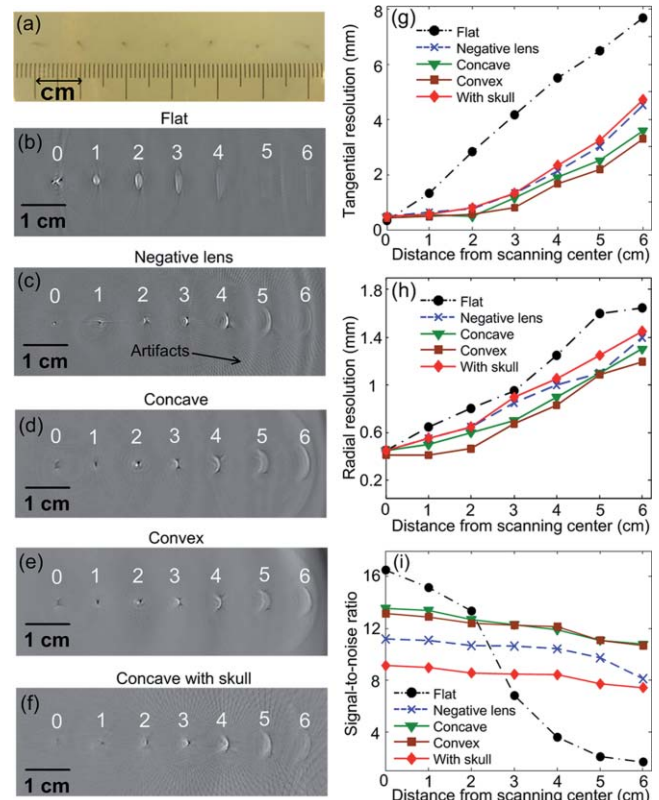 (a)
cm
Flat
(b)
0 1 2 3 4 5 6
1 cm
Negative lens
(c)
0 1 2 3 4 5 6
Artifacts
1 cm
Concave
(d)
0 1 2 3 4 5 6
1 cm
Convex
(e)
0 1 2 3 4 5 6
1 cm
Concave with skull
(f)
0 1 2 3 4 5 6
1 cm
(g)
Tangential resolution (mm)
8
6
4
2
0
Flat
Negative lens
Concave
Convex
With skull
0 1 2 3 4 5 6
Distance from scanning center (cm)
(h)
Radial resolution (mm)
1.8
1.4
1
0.6
0.2
Flat
Negative lens
Concave
Convex
With skull
0 1 2 3 4 5 6
Distance from scanning center (cm)
(i)
Signal-to-noise ratio
16
12
8
4
Flat
Negative lens
Concave
Convex
With skull
0 1 2 3 4 5 6
Distance from scanning center (cm)